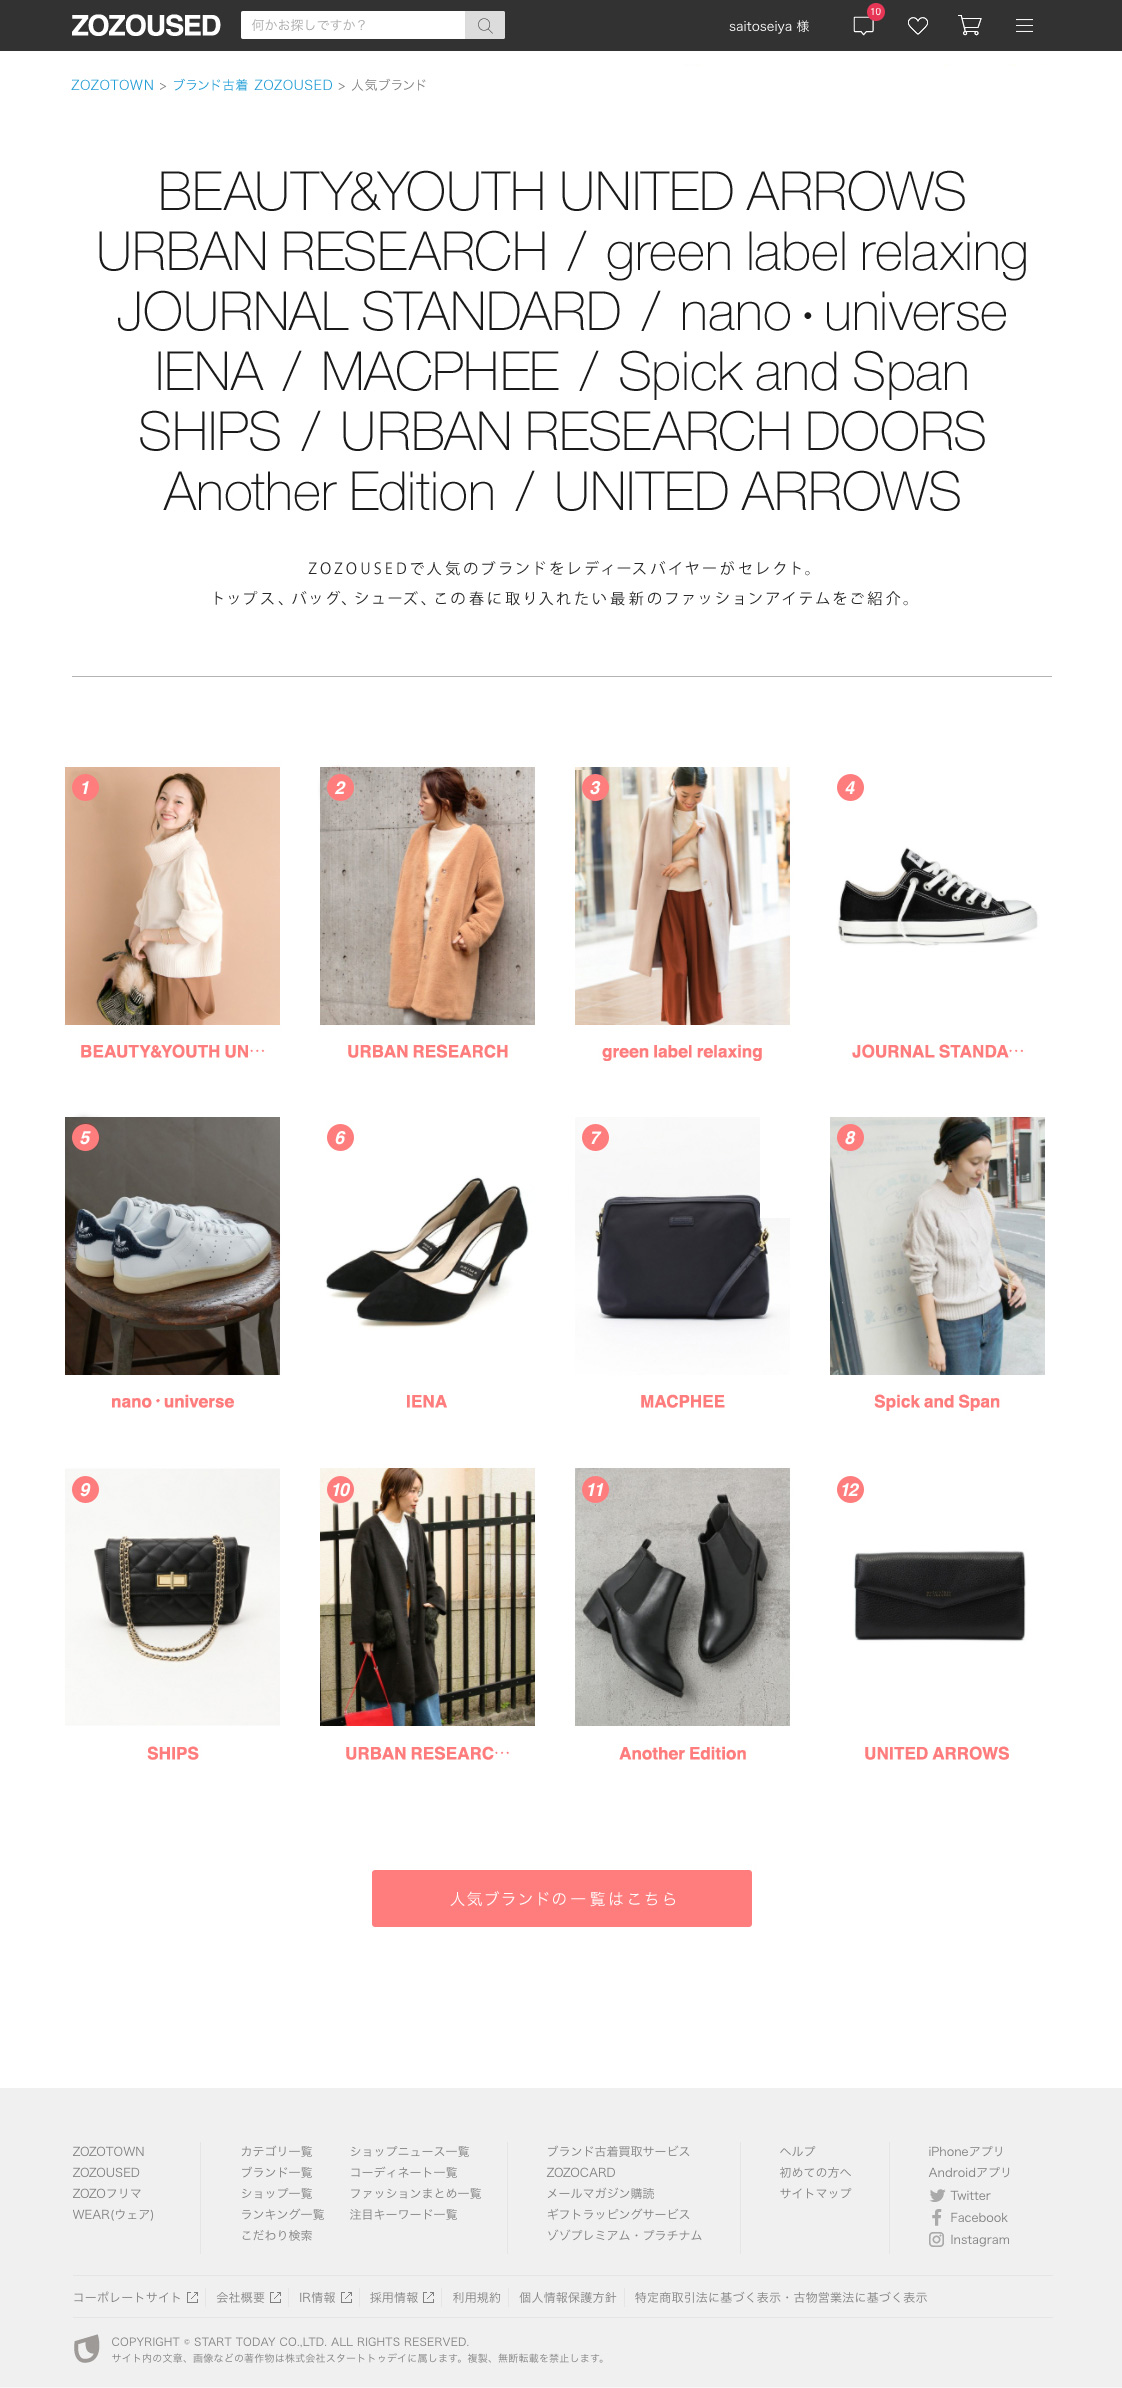 ZOZOUSED
何かお探しですか？
saitoseiya 様
10
ZOZOTOWN > ブランド古着 ZOZOUSED > 人気ブランド
BEAUTY&YOUTH UNITED ARROWS
URBAN RESEARCH / green label relaxing
JOURNAL STANDARD / nano・universe
IENA / MACPHEE / Spick and Span
SHIPS / URBAN RESEARCH DOORS
Another Edition / UNITED ARROWS
ZOZOUSEDで人気のブランドをレディースバイヤーがセレクト。
トップス、バッグ、シューズ、この春に取り入れたい最新のファッションアイテムをご紹介。
1
2
3
4
BEAUTY&YOUTH UN…
URBAN RESEARCH
green label relaxing
JOURNAL STANDA…
5
6
7
8
nano・universe
IENA
MACPHEE
Spick and Span
9
10
11
12
SHIPS
URBAN RESEARC…
Another Edition
UNITED ARROWS
人気ブランドの一覧はこちら
ZOZOTOWN
ZOZOUSED
ZOZOフリマ
WEAR(ウェア)
カテゴリ一覧
ブランド一覧
ショップ一覧
ランキング一覧
こだわり検索
ショップニュース一覧
コーディネート一覧
ファッションまとめ一覧
注目キーワード一覧
ブランド古着買取サービス
ZOZOCARD
メールマガジン購読
ギフトラッピングサービス
ゾゾプレミアム・プラチナム
ヘルプ
初めての方へ
サイトマップ
iPhoneアプリ
Androidアプリ
Twitter
Facebook
Instagram
コーポレートサイト
会社概要
IR情報
採用情報
利用規約
個人情報保護方針
特定商取引法に基づく表示・古物営業法に基づく表示
COPYRIGHT © START TODAY CO.,LTD. ALL RIGHTS RESERVED.
サイト内の文章、画像などの著作物は株式会社スタートトゥデイに属します。複製、無断転載を禁止します。